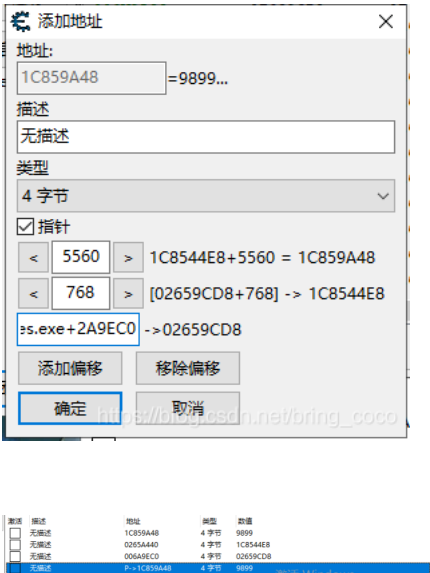 添加地址
地址:
1C859A48 =9899...
描述
无描述
类型
4 字节
指针
< 5560 > 1C8544E8+5560 = 1C859A48
< 768 > [02659CD8+768] -> 1C8544E8
es.exe+2A9EC0 ->02659CD8
添加偏移 移除偏移
确定 取消
https://blog.csdn.net/bring_coco
激活 描述 地址 类型 数值
无描述 1C859A48 4 字节 9899
无描述 0265A440 4 字节 1C8544E8
无描述 006A9EC0 4 字节 02659CD8
无描述 P->1C859A48 4 字节 9899
激活 Windows